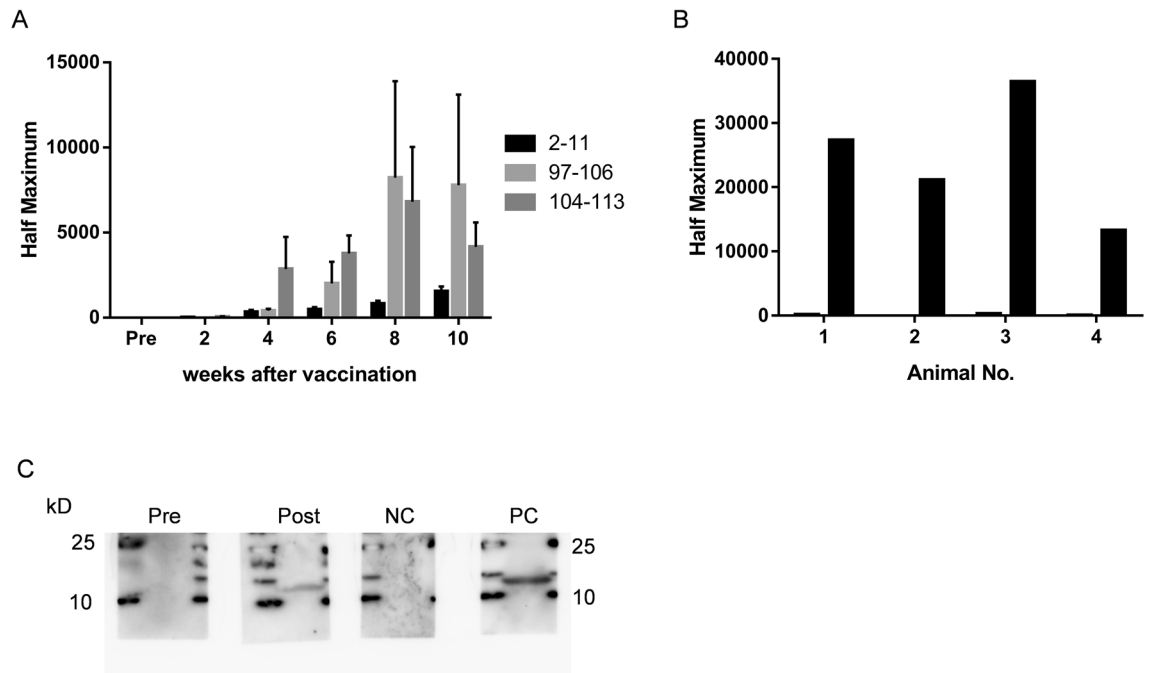 A
15000
10000
5000
0
Half Maximum
Pre 2 4 6 8 10
weeks after vaccination
2-11
97-106
104-113
B
40000
30000
20000
10000
0
Half Maximum
1 2 3 4
Animal No.
C
kD
Pre Post NC PC
25 25
10 10